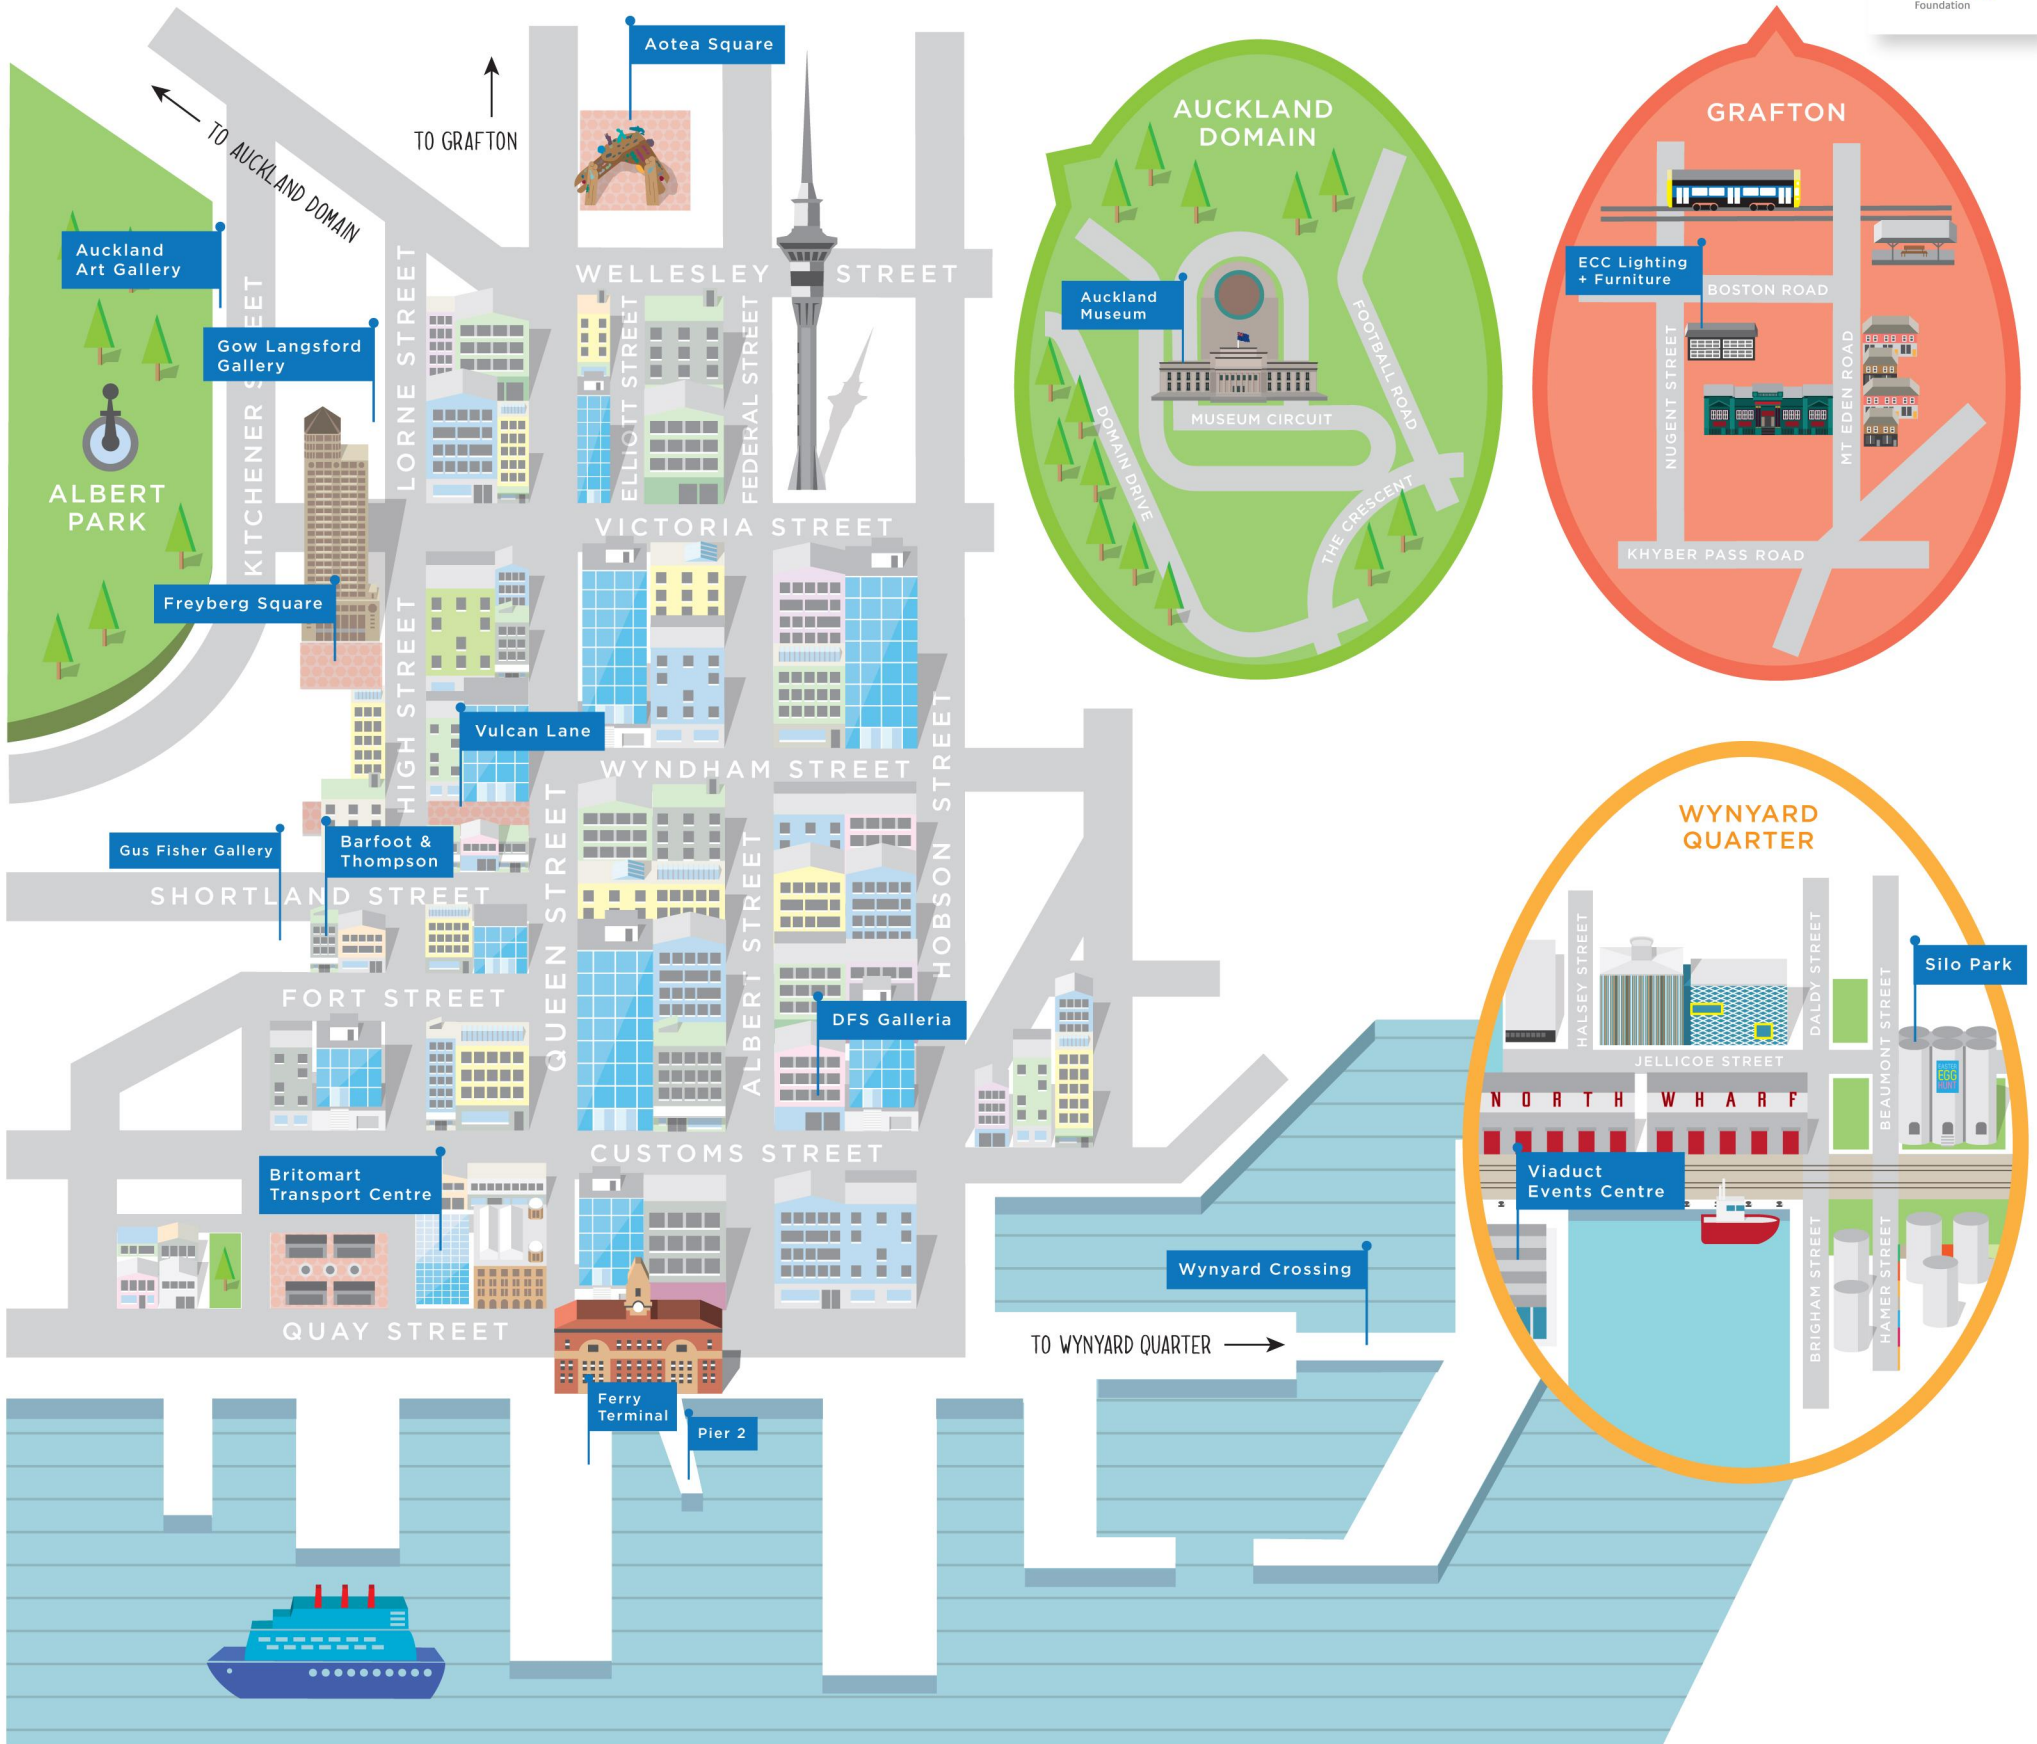 Foundation
Aotea Square
TO GRAFTON
TO AUCKLAND DOMAIN
Auckland
Art Gallery
Gow Langsford
Gallery
ALBERT
PARK
KITCHENER STREET
LORNE STREET
WELLESLEY STREET
ELLIOTT STREET
FEDERAL STREET
VICTORIA STREET
Freyberg Square
HIGH STREET
Vulcan Lane
WYNDHAM STREET
HOBSON STREET
QUEEN STREET
ALBERT STREET
Gus Fisher Gallery
Barfoot &
Thompson
SHORTLAND STREET
FORT STREET
DFS Galleria
CUSTOMS STREET
Britomart
Transport Centre
QUAY STREET
Ferry
Terminal
Pier 2
Wynyard Crossing
TO WYNYARD QUARTER
AUCKLAND
DOMAIN
Auckland
Museum
MUSEUM CIRCUIT
FOOTBALL ROAD
DOMAIN DRIVE
THE CRESCENT
GRAFTON
ECC Lighting
+ Furniture
BOSTON ROAD
NUGENT STREET
MT EDEN ROAD
KHYBER PASS ROAD
WYNYARD
QUARTER
HALSEY STREET
DALDY STREET
BEAUMONT STREET
Silo Park
JELLICOE STREET
EASTER
EGG
HUNT
NORTH WHARF
Viaduct
Events Centre
BRIGHAM STREET
HAMER STREET